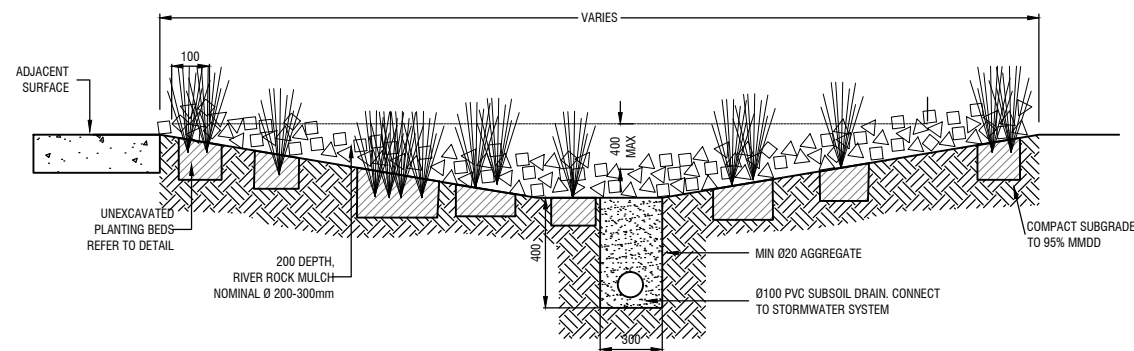 VARIES
100
ADJACENT
SURFACE
400
MAX
UNEXCAVATED
PLANTING BEDS
REFER TO DETAIL
200 DEPTH,
RIVER ROCK MULCH
NOMINAL Ø 200-300mm
400
300
MIN Ø20 AGGREGATE
Ø100 PVC SUBSOIL DRAIN. CONNECT
TO STORMWATER SYSTEM
COMPACT SUBGRADE
TO 95% MMDD